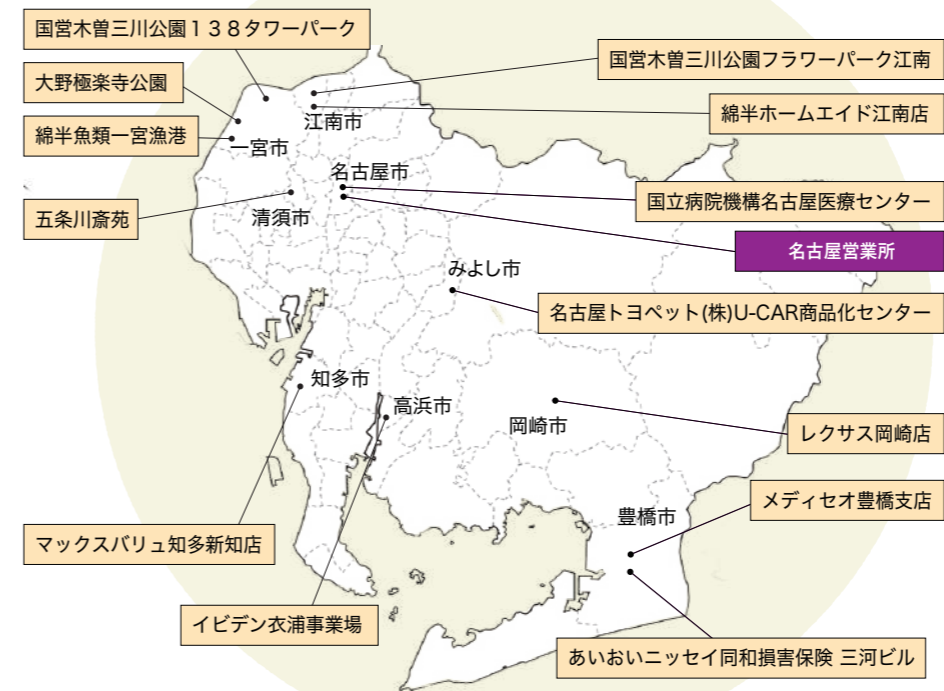 国営木曽三川公園１３８タワーパーク
国営木曽三川公園フラワーパーク江南
大野極楽寺公園
綿半ホームエイド江南店
江南市
綿半魚類一宮漁港
一宮市
名古屋市
国立病院機構名古屋医療センター
五条川斎苑
清須市
名古屋営業所
みよし市
名古屋トヨペット(株)U-CAR商品化センター
知多市
高浜市
岡崎市
レクサス岡崎店
メディセオ豊橋支店
豊橋市
マックスバリュ知多新知店
イビデン衣浦事業場
あいおいニッセイ同和損害保険 三河ビル